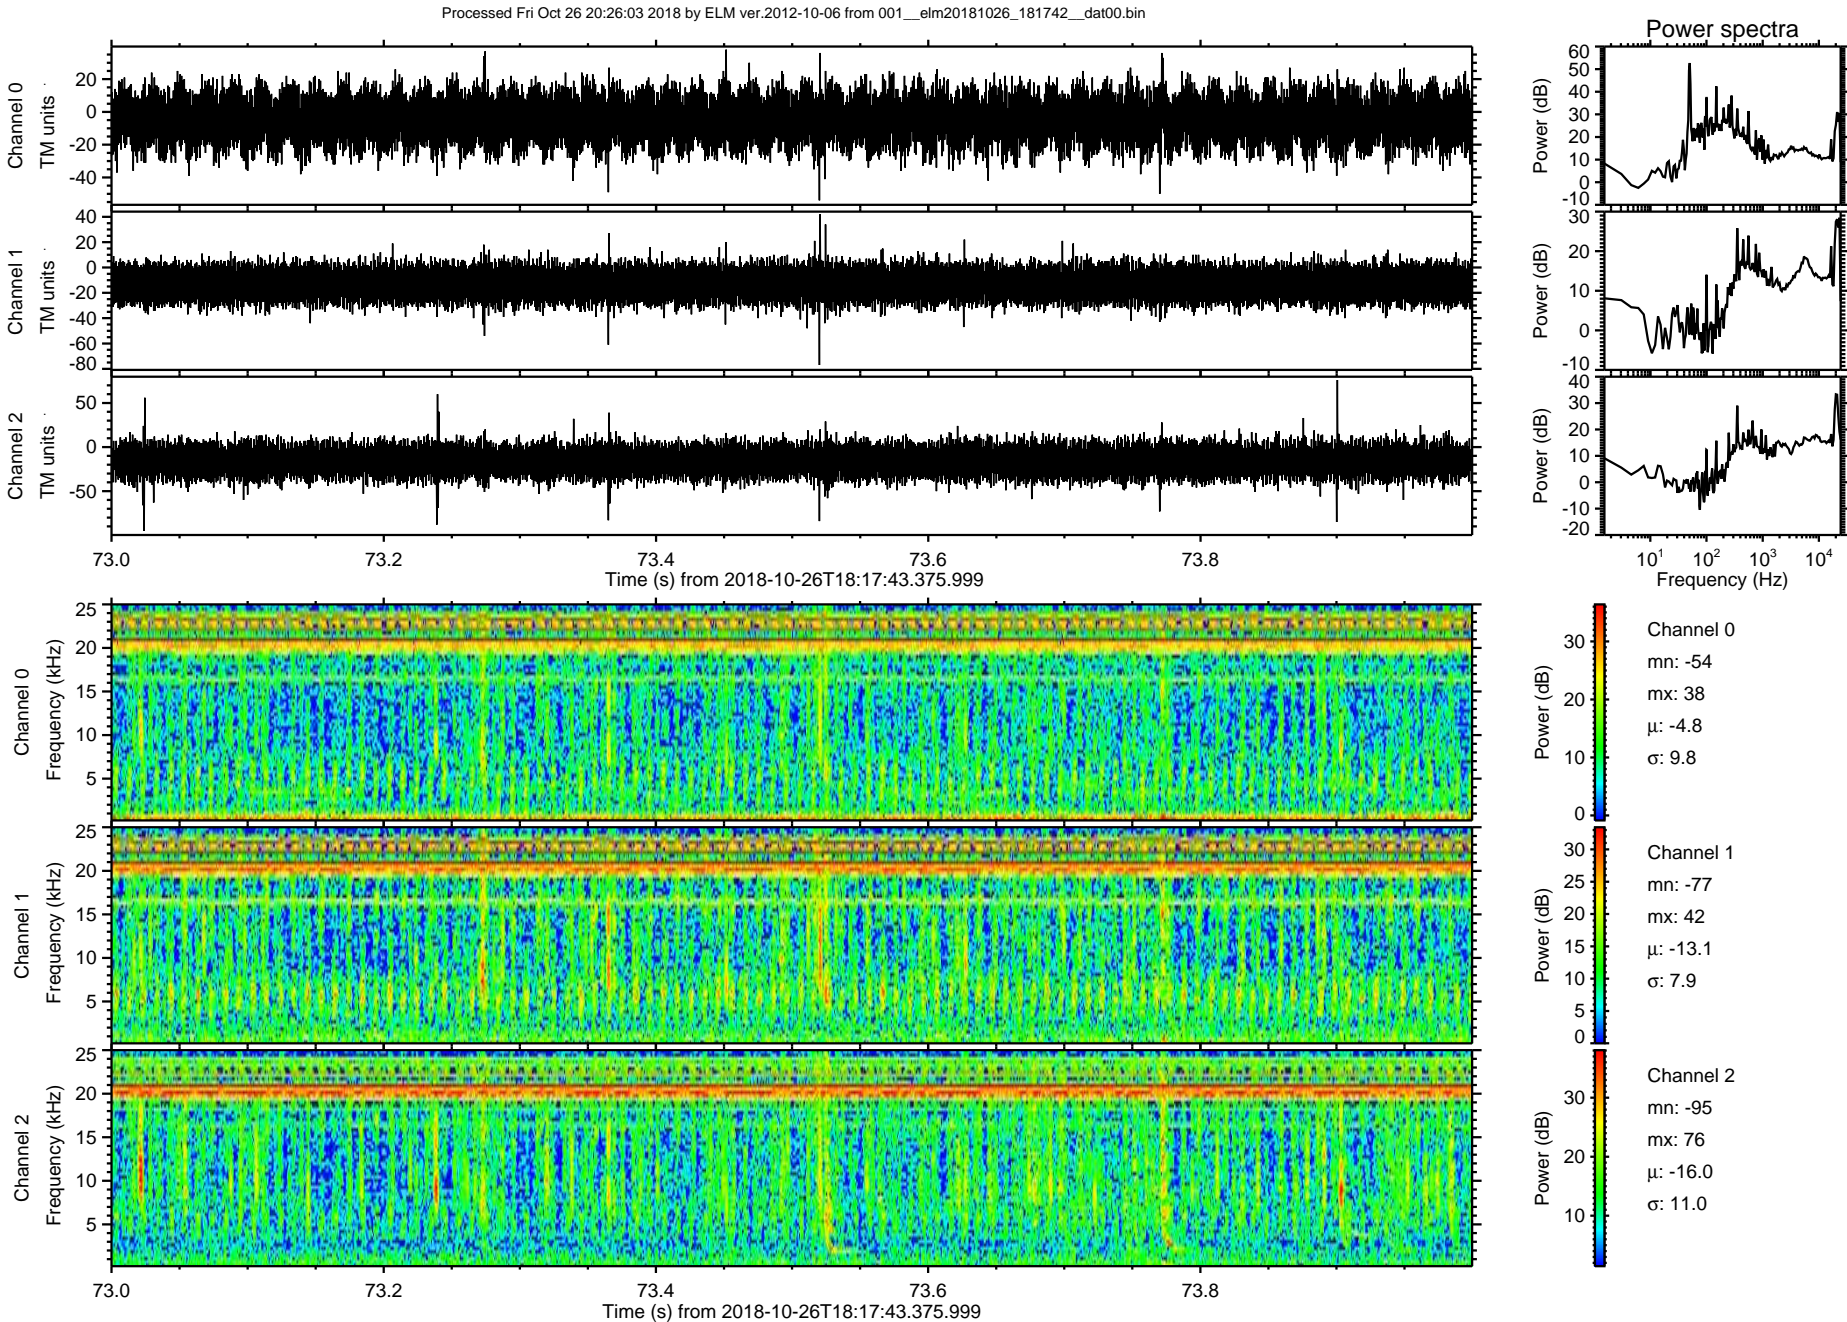 Processed Fri Oct 26 20:26:03 2018 by ELM ver.2012-10-06 from 001__elm20181026_181742__dat00.bin
Power spectra
Channel 0
TM units
20
0
-20
-40
Power (dB)
60
50
40
30
20
10
0
-10
Channel 1
TM units
40
20
0
-20
-40
-60
-80
Power (dB)
30
20
10
0
-10
Channel 2
TM units
50
0
-50
Power (dB)
40
30
20
10
0
-10
-20
73.0 73.2 73.4 73.6 73.8
Time (s) from 2018-10-26T18:17:43.375.999
10^1 10^2 10^3 10^4
Frequency (Hz)
Channel 0
Frequency (kHz)
25
20
15
10
5
Power (dB)
30
20
10
0
Channel 0
mn: -54
mx: 38
μ: -4.8
σ: 9.8
Channel 1
Frequency (kHz)
25
20
15
10
5
Power (dB)
30
25
20
15
10
5
0
Channel 1
mn: -77
mx: 42
μ: -13.1
σ: 7.9
Channel 2
Frequency (kHz)
25
20
15
10
5
Power (dB)
30
20
10
Channel 2
mn: -95
mx: 76
μ: -16.0
σ: 11.0
73.0 73.2 73.4 73.6 73.8
Time (s) from 2018-10-26T18:17:43.375.999